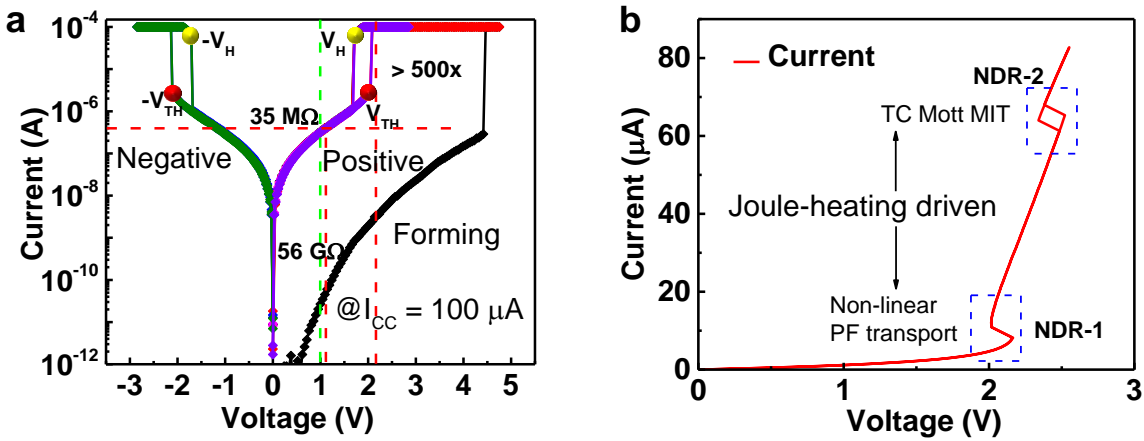 a
10^-4
10^-6
10^-8
10^-10
10^-12
Current (A)
-V_H
V_H
> 500x
-V_TH
35 MΩ
V_TH
Negative
Positive
Forming
56 GΩ
@I_CC = 100 μA
-3 -2 -1 0 1 2 3 4 5
Voltage (V)
b
80
60
40
20
0
Current (μA)
Current
NDR-2
TC Mott MIT
Joule-heating driven
Non-linear
PF transport
NDR-1
0 1 2 3
Voltage (V)